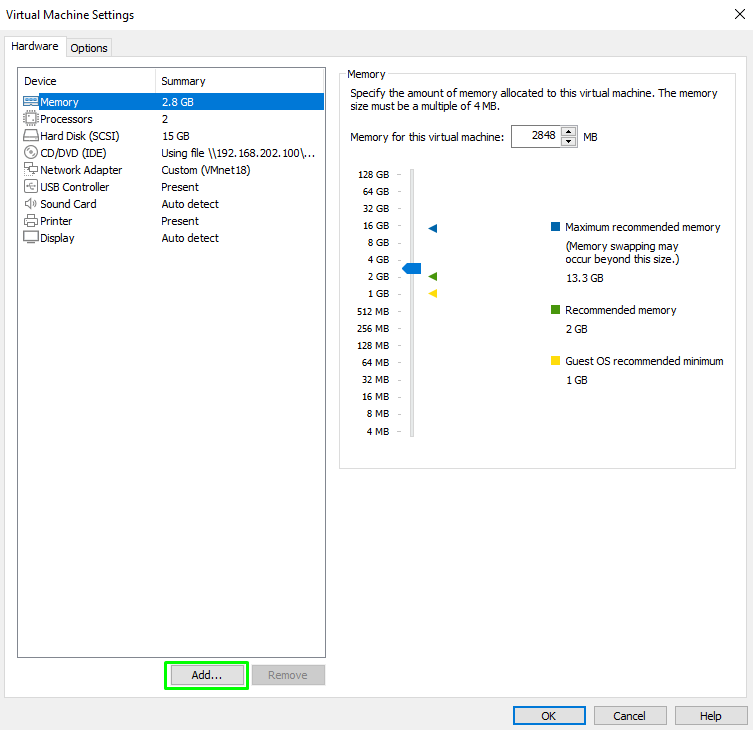 Virtual Machine Settings
Hardware Options
Device Summary
Memory 2.8 GB
Processors 2
Hard Disk (SCSI) 15 GB
CD/DVD (IDE) Using file \\192.168.202.100\...
Network Adapter Custom (VMnet18)
USB Controller Present
Sound Card Auto detect
Printer Present
Display Auto detect
Add... Remove
Memory
Specify the amount of memory allocated to this virtual machine. The memory
size must be a multiple of 4 MB.
Memory for this virtual machine: 2848 MB
128 GB
64 GB
32 GB
16 GB
8 GB
4 GB
2 GB
1 GB
512 MB
256 MB
128 MB
64 MB
32 MB
16 MB
8 MB
4 MB
Maximum recommended memory
(Memory swapping may
occur beyond this size.)
13.3 GB
Recommended memory
2 GB
Guest OS recommended minimum
1 GB
OK Cancel Help